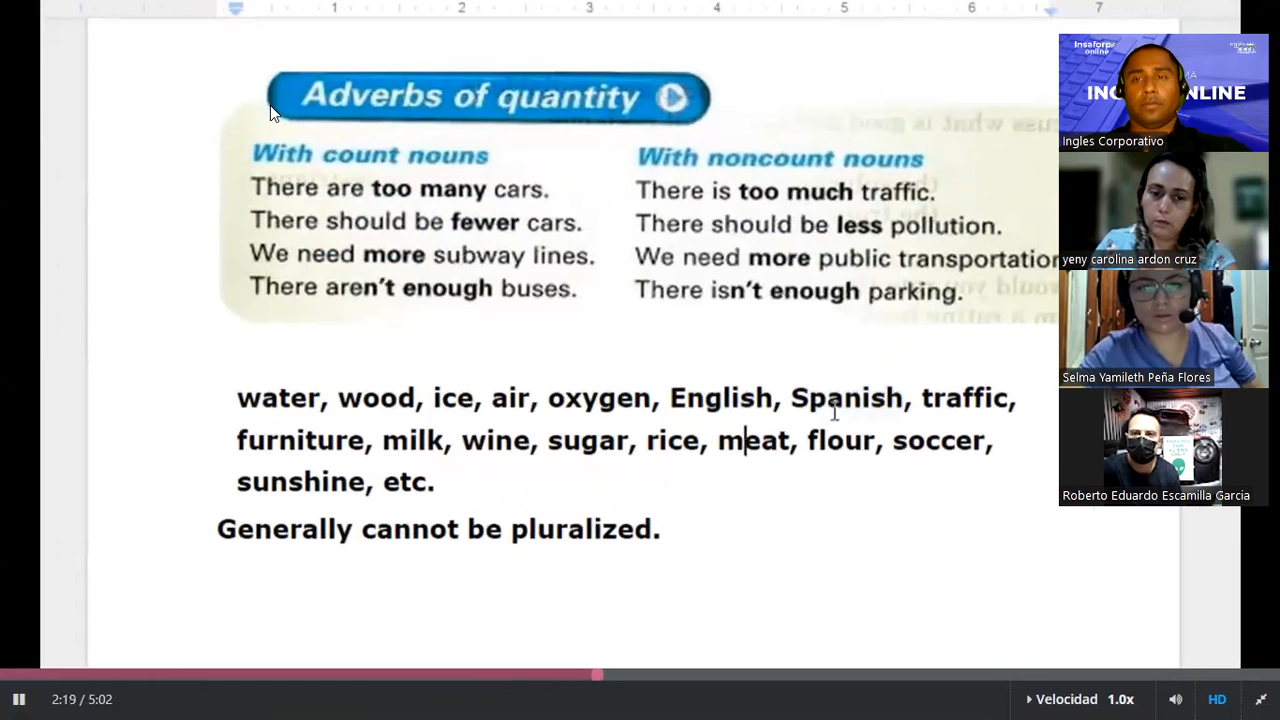 1 2 3 4 5 6 7
Adverbs of quantity
With count nouns
There are too many cars.
There should be fewer cars.
We need more subway lines.
There aren't enough buses.
With noncount nouns
There is too much traffic.
There should be less pollution.
We need more public transportation
There isn't enough parking.
water, wood, ice, air, oxygen, English, Spanish, traffic,
furniture, milk, wine, sugar, rice, meat, flour, soccer,
sunshine, etc.
Generally cannot be pluralized.
Insaforp
online
Ingles Corporativo
yeny carolina ardon cruz
Selma Yamileth Peña Flores
Roberto Eduardo Escamilla Garcia
2:19 / 5:02
Velocidad 1.0x
HD